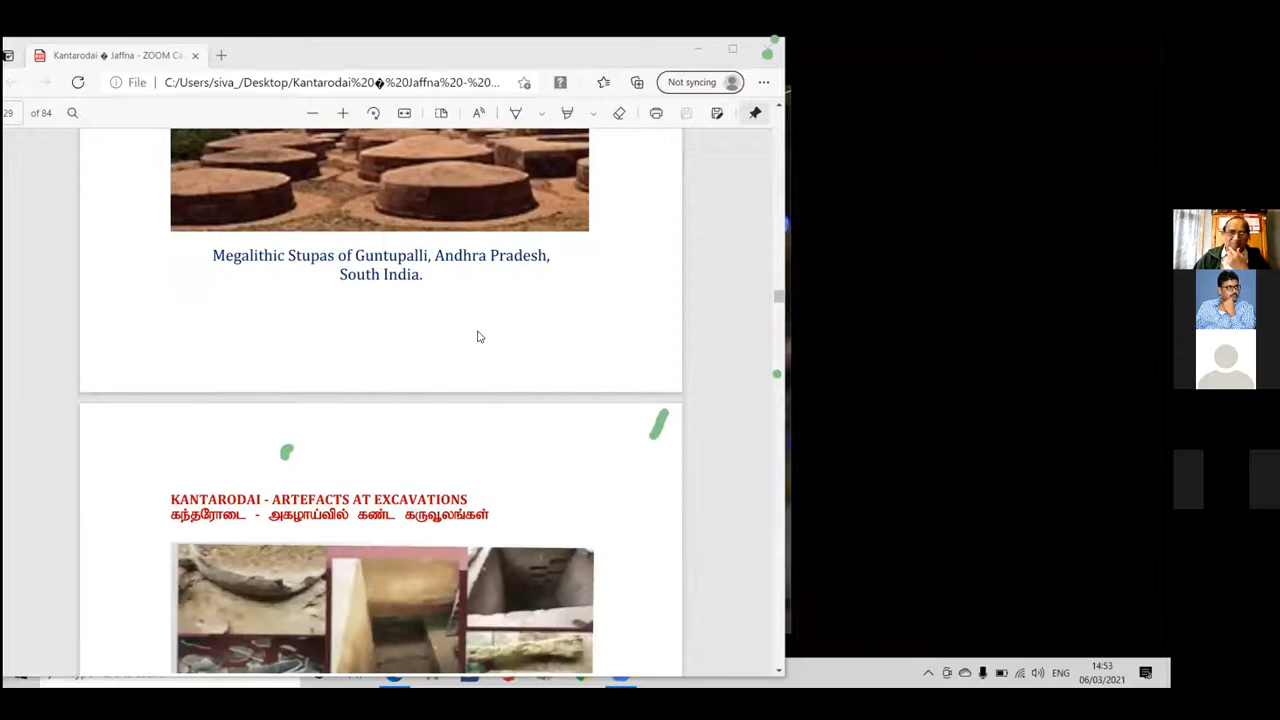 Kantarodai � Jaffna - ZOOM Ca
File C:/Users/siva_/Desktop/Kantarodai%20�%20Jaffna%20-%20... Not syncing
29 of 84
Megalithic Stupas of Guntupalli, Andhra Pradesh,
South India.
KANTARODAI - ARTEFACTS AT EXCAVATIONS
கந்தரோடை - அகழாய்வில் கண்ட கருவூலங்கள்
14:53
ENG
06/03/2021